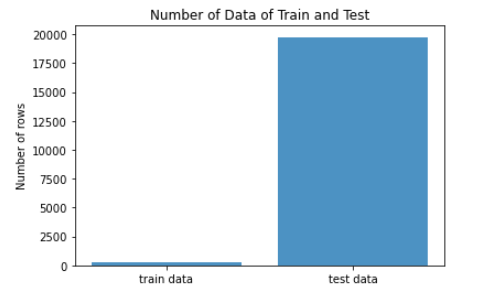 Number of Data of Train and Test
20000
17500
15000
12500
10000
7500
5000
2500
0
Number of rows
train data
test data